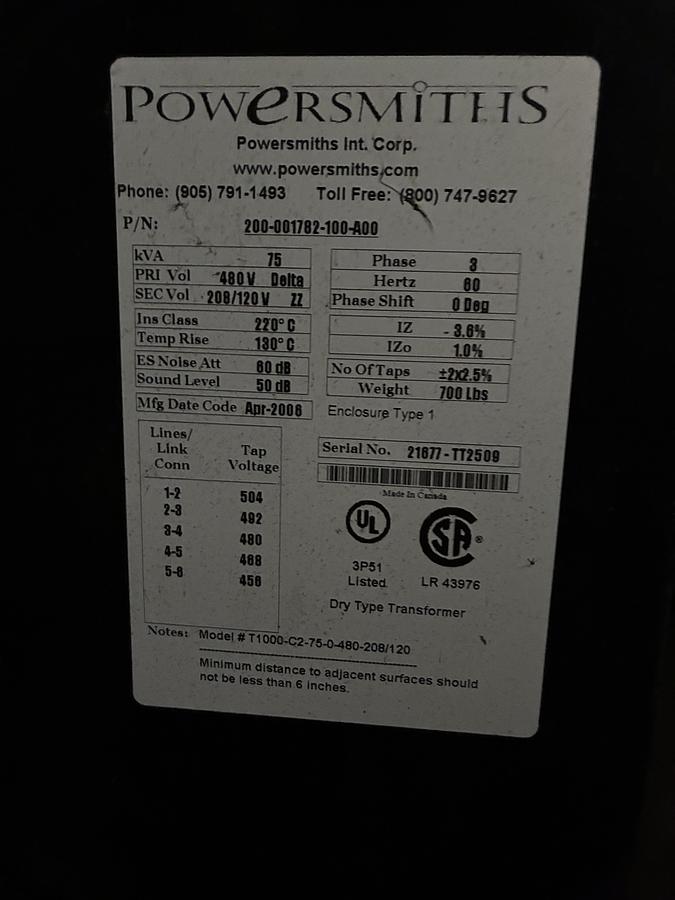 POWERSMITHS
Powersmiths Int. Corp.
www.powersmiths.com
Phone: (905) 791-1493 Toll Free: (800) 747-9627
P/N: 200-001782-100-A00
kVA 75
PRI Vol 480V Delta
SEC Vol 208/120V ZZ
Ins Class 220°C
Temp Rise 130°C
ES Noise Att 60 dB
Sound Level 50 dB
Mfg Date Code Apr-2006
Phase 3
Hertz 60
Phase Shift 0 Deg
IZ - 3.6%
IZo 1.0%
No Of Taps ±2x2.5%
Weight 700 Lbs
Enclosure Type 1
Lines/
Link
Conn
Tap
Voltage
1-2 504
2-3 492
3-4 480
4-5 468
5-6 456
Serial No. 21677-TT2509
Made In Canada
UL
3P51
Listed
SA®
LR 43976
Dry Type Transformer
Notes: Model # T1000-C2-75-0-480-208/120
Minimum distance to adjacent surfaces should
not be less than 6 inches.